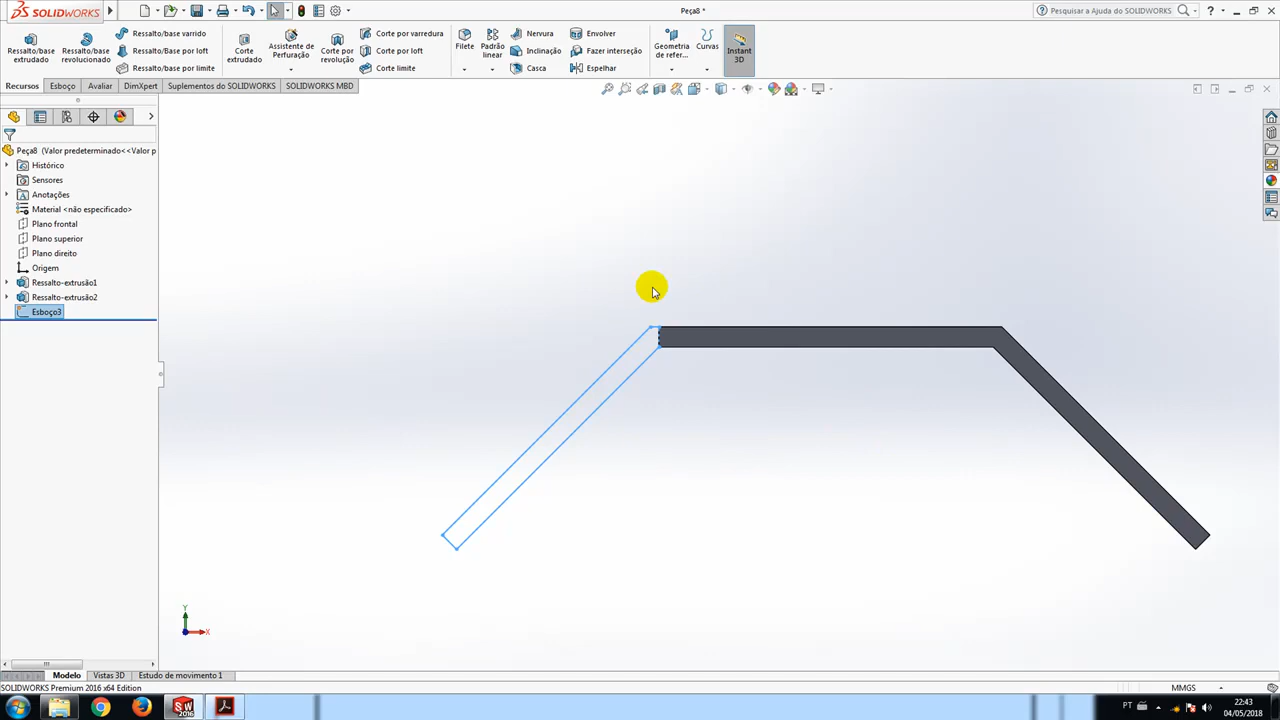 SOLIDWORKS
Peça8 *
Pesquisar a Ajuda do SOLIDWORKS
?
Ressalto/base extrudado
Ressalto/base revolucionado
Ressalto/base varrido
Ressalto/base por loft
Ressalto/base por limite
Corte extrudado
Assistente de Perfuração
Corte por revolução
Corte por varredura
Corte por loft
Corte limite
Filete
Padrão linear
Nervura
Inclinação
Casca
Envolver
Fazer interseção
Espelhar
Geometria de refer...
Curvas
Instant 3D
Recursos
Esboço
Avaliar
DimXpert
Suplementos do SOLIDWORKS
SOLIDWORKS MBD
Peça8 (Valor predeterminado<<Valor p
Histórico
Sensores
Anotações
Material <não especificado>
Plano frontal
Plano superior
Plano direito
Origem
Ressalto-extrusão1
Ressalto-extrusão2
Esboço3
Y
X
Modelo
Vistas 3D
Estudo de movimento 1
SOLIDWORKS Premium 2016 x64 Edition
MMGS
SW
2016
PT
22:43
04/05/2018